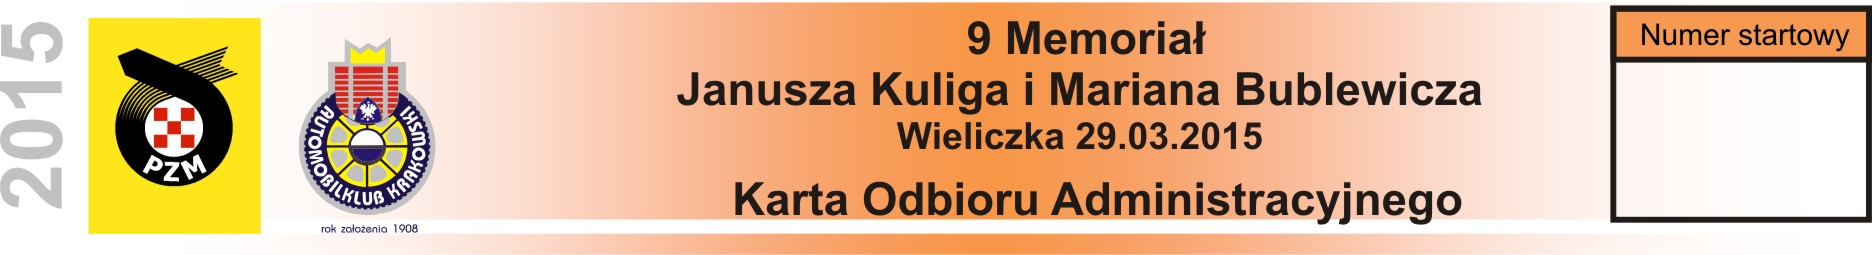 2015
PZM
AUTOMOBILKLUB KRAKOWSKI
rok założenia 1908
9 Memoriał
Janusza Kuliga i Mariana Bublewicza
Wieliczka 29.03.2015
Karta Odbioru Administracyjnego
Numer startowy